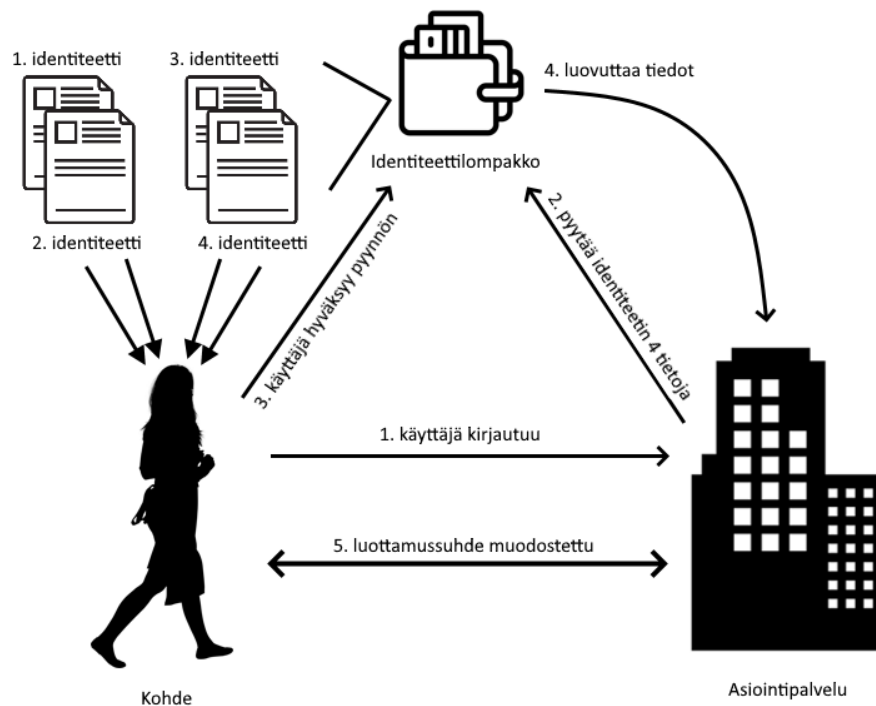 1. identiteetti
3. identiteetti
4. luovuttaa tiedot
Identiteettilompakko
2. identiteetti
4. identiteetti
3. käyttäjä hyväksyy pyynnön
2. pyytää identiteetin 4 tietoja
1. käyttäjä kirjautuu
5. luottamussuhde muodostettu
Kohde
Asiointipalvelu